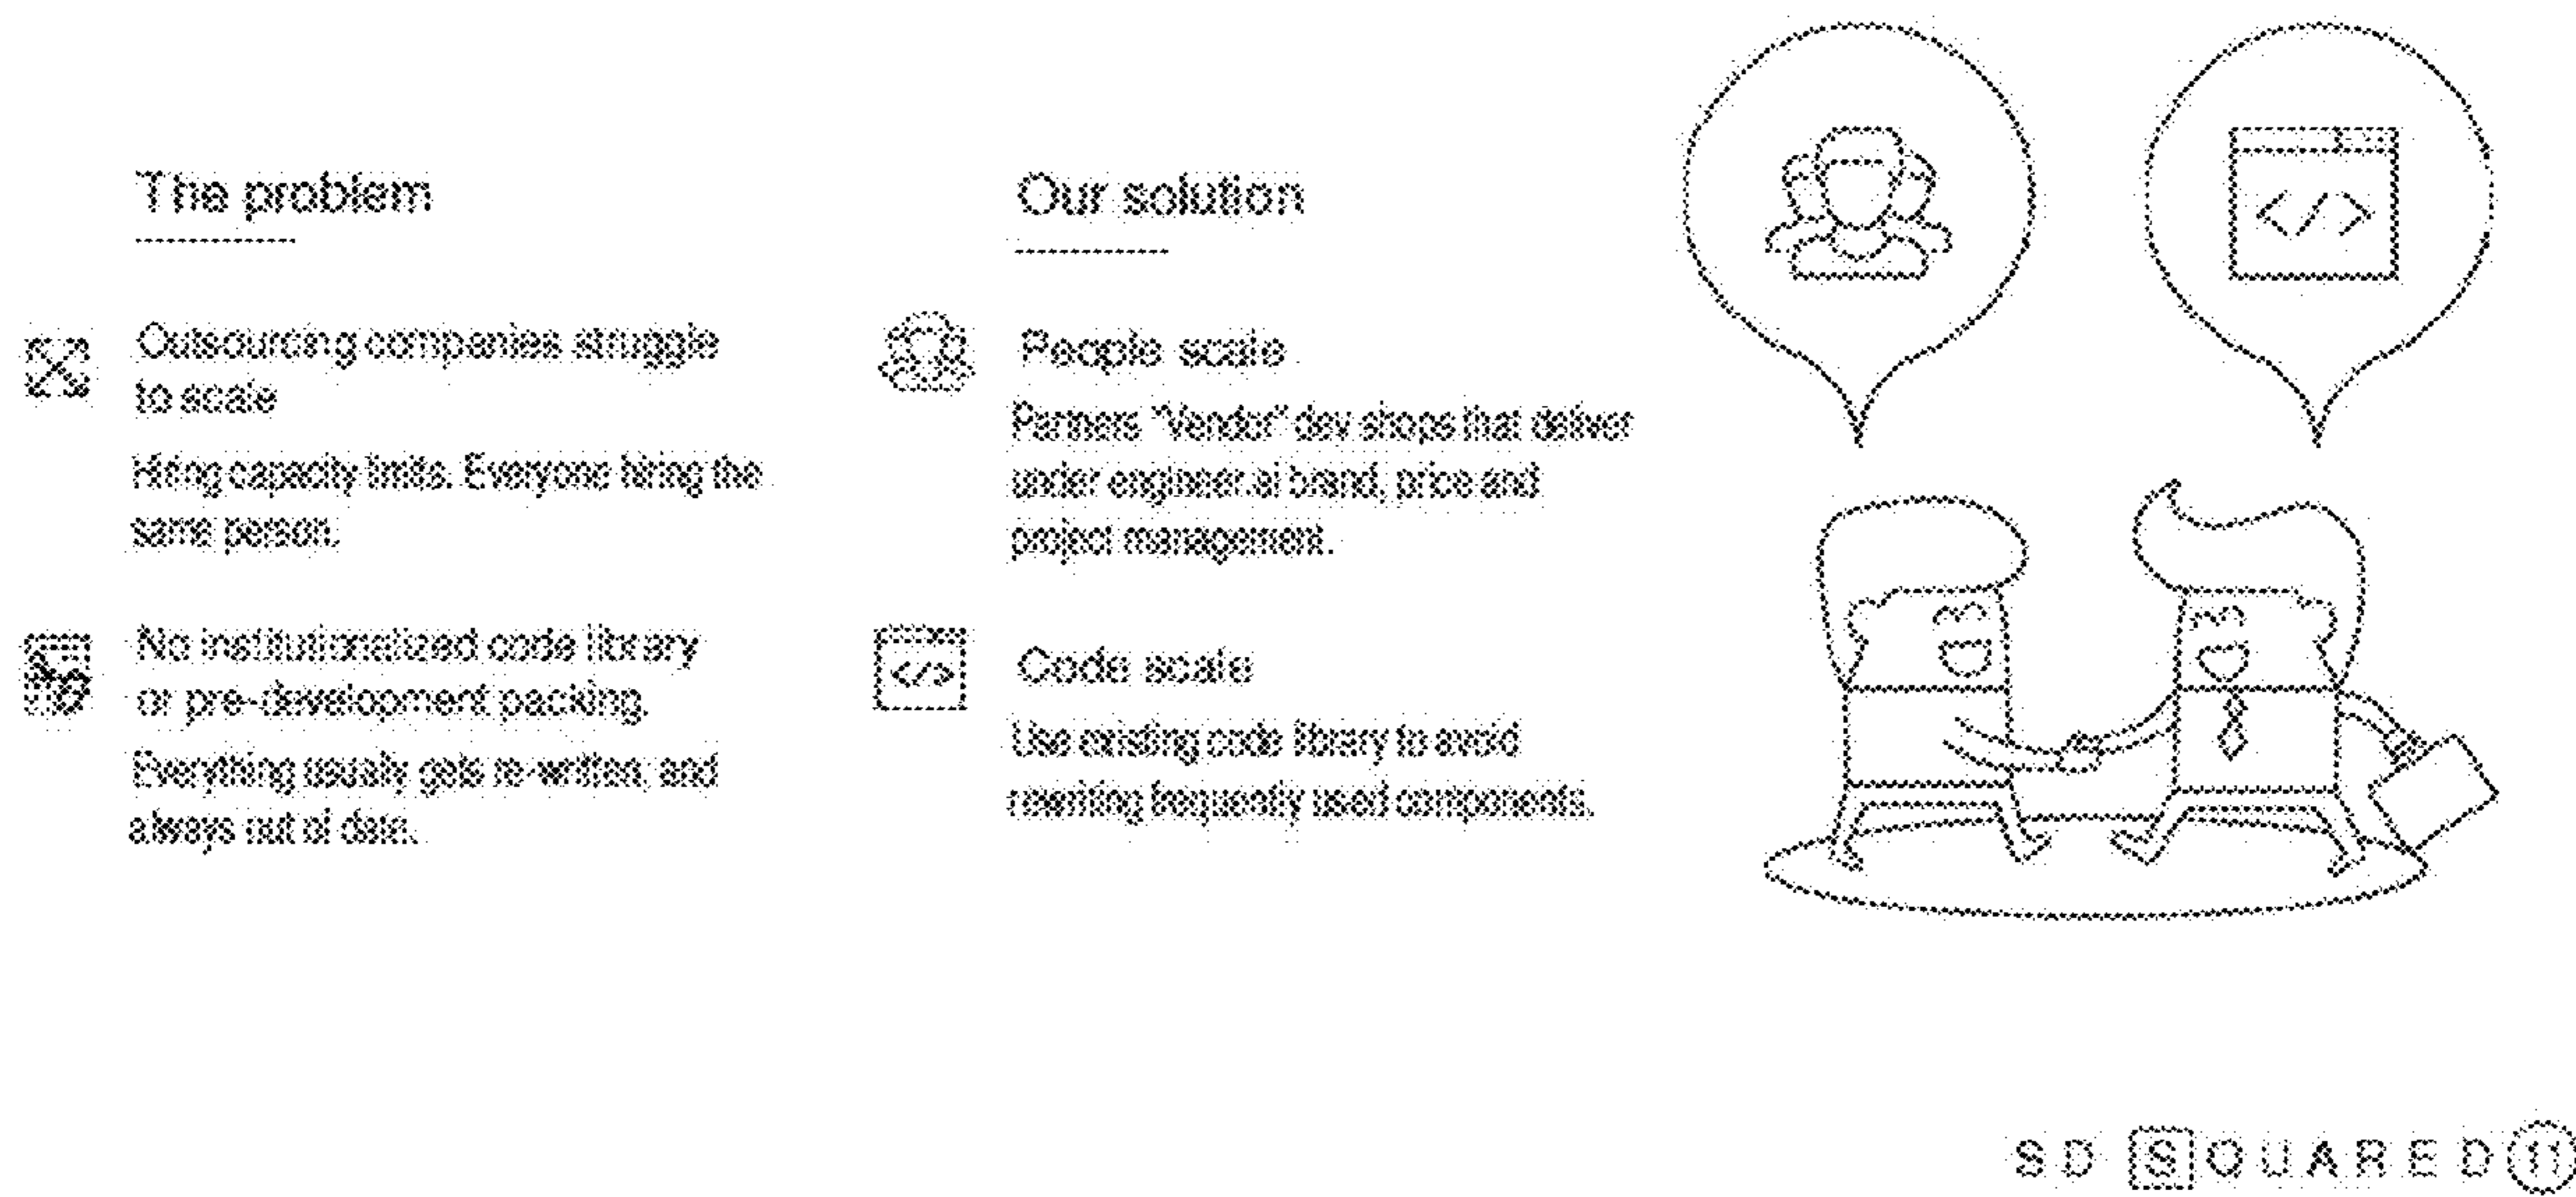 The problem
Outsourcing companies struggle
to scale
Hiring capacity limits. Everyone hiring the
same person.
No institutionalized code library
or pre-development packing.
Everything usually gets re-written, and
always out of date.
Our solution
People scale
Partners "Vendor" dev shops that deliver
under engineer.ai brand, price and
project management.
Code scale
Use existing code library to avoid
rewriting frequently used components.
</>
</>
SD SQUARED